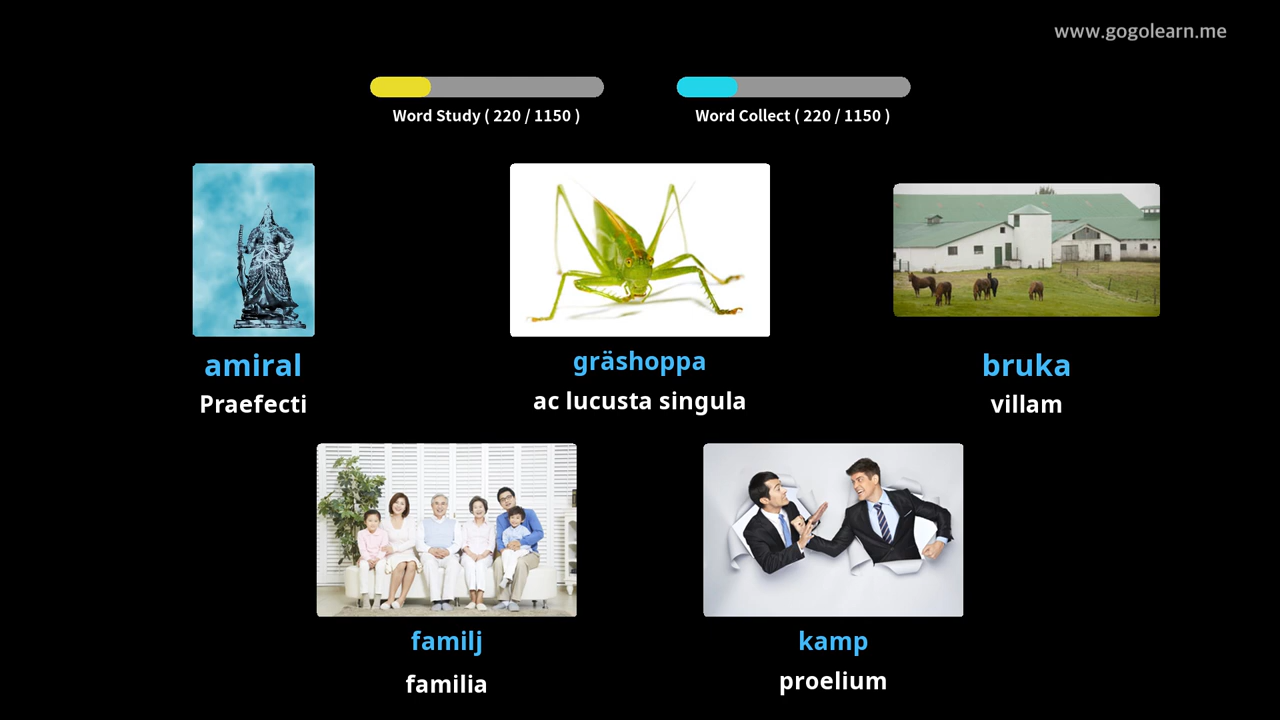 www.gogolearn.me
Word Study ( 220 / 1150 )
Word Collect ( 220 / 1150 )
amiral
Praefecti
gräshoppa
ac lucusta singula
bruka
villam
familj
familia
kamp
proelium